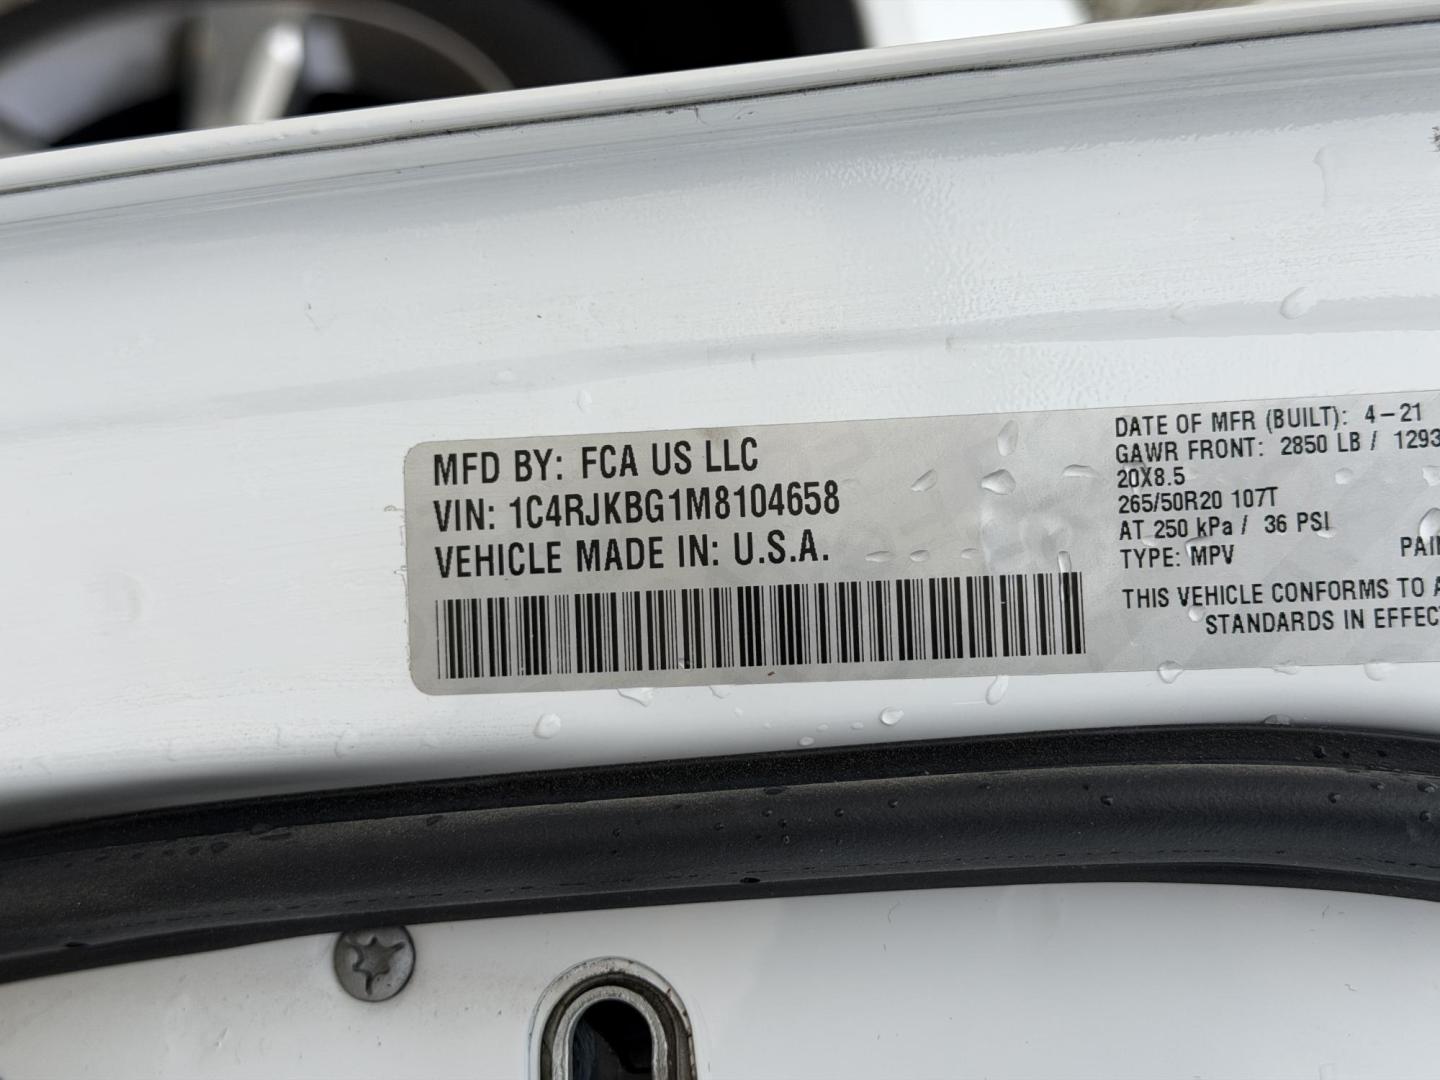 MFD BY: FCA US LLC
VIN: 1C4RJKBG1M8104658
VEHICLE MADE IN: U.S.A.
DATE OF MFR (BUILT): 4-21
GAWR FRONT: 2850 LB / 1293
20X8.5
265/50R20 107T
AT 250 kPa / 36 PSI
TYPE: MPV PAI
THIS VEHICLE CONFORMS TO A
STANDARDS IN EFFECT